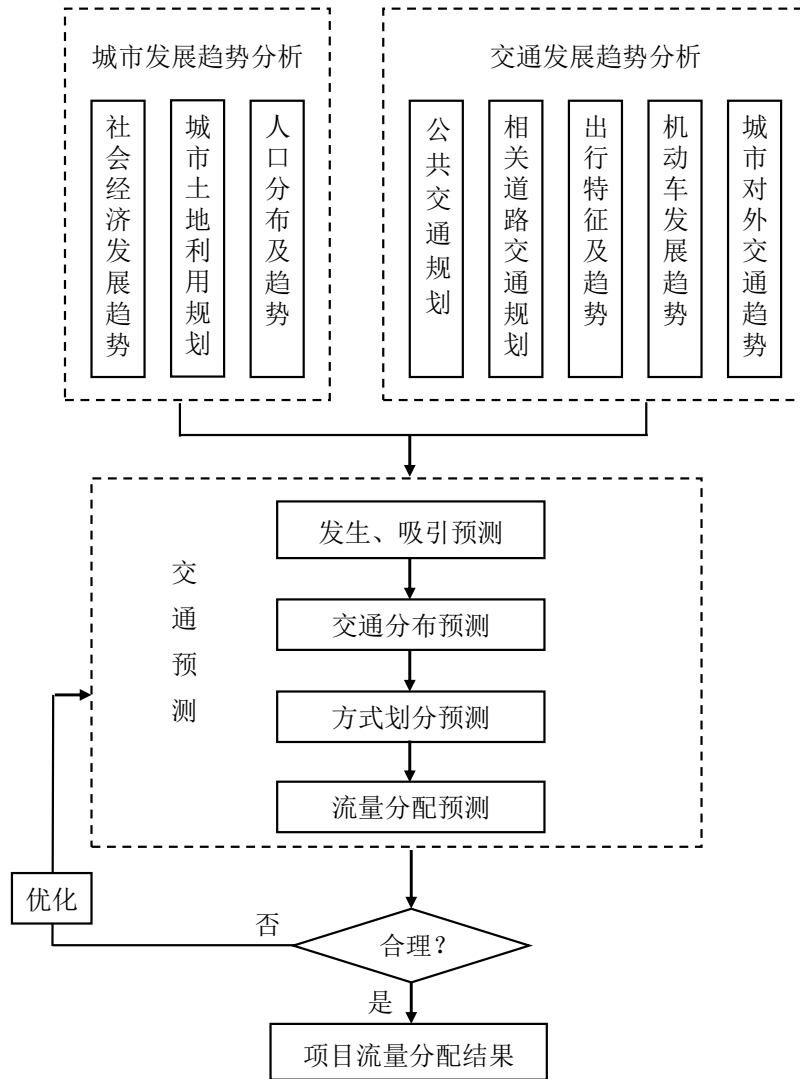 城市发展趋势分析
社会经济发展趋势
城市土地利用规划
人口分布及趋势
交通发展趋势分析
公共交通规划
相关道路交通规划
出行特征及趋势
机动车发展趋势
城市对外交通趋势
交通预测
发生、吸引预测
交通分布预测
方式划分预测
流量分配预测
优化
否
合理？
是
项目流量分配结果